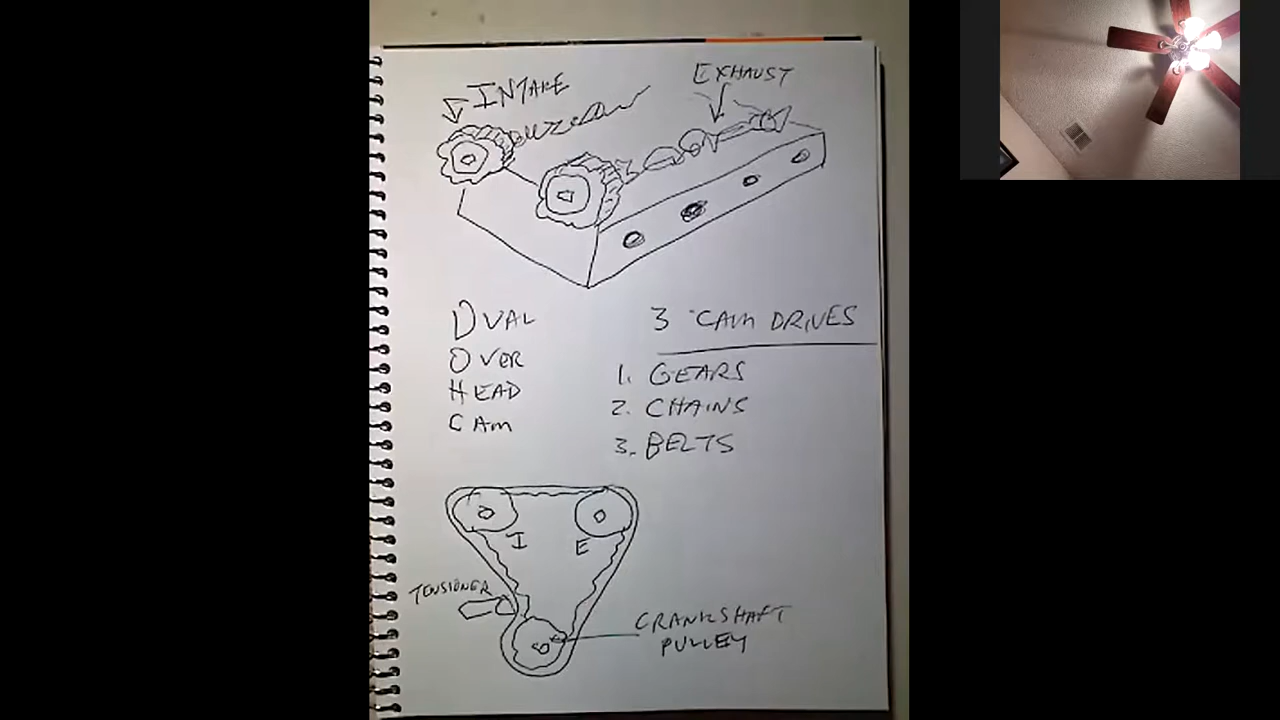 INTAKE
EXHAUST
DUAL
OVER
HEAD
CAM
3 CAM DRIVES
1. GEARS
2. CHAINS
3. BELTS
I E
TENSIONER
CRANKSHAFT
PULLEY